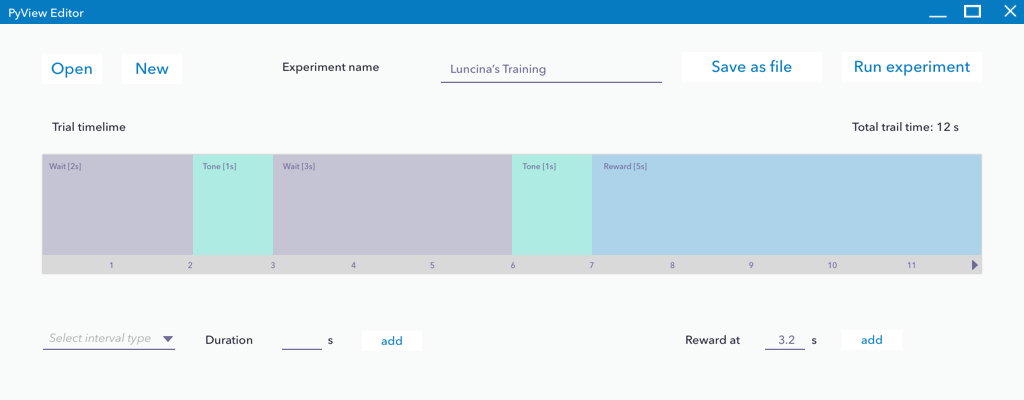 PyView Editor
Open New Experiment name Luncina's Training Save as file Run experiment
Trial timelime Total trail time: 12 s
Wait [2s] Tone [1s] Wait [3s] Tone [1s] Reward [5s]
1 2 3 4 5 6 7 8 9 10 11
Select interval type Duration s add Reward at 3.2 s add